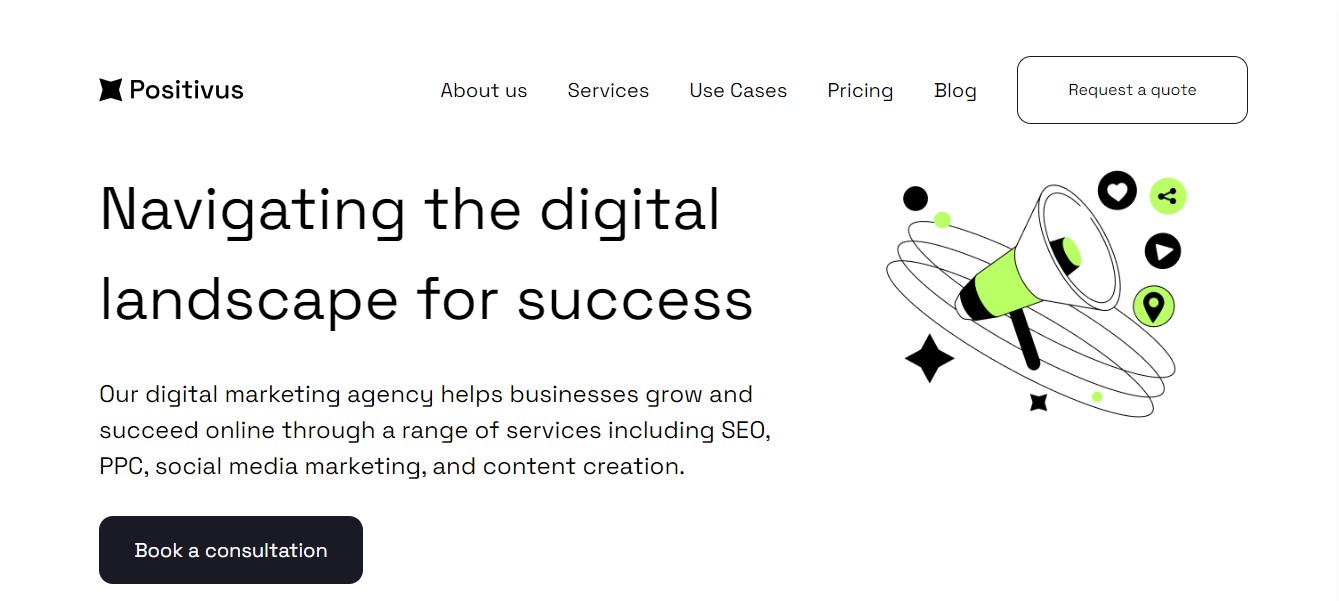 Positivus
About us Services Use Cases Pricing Blog Request a quote
Navigating the digital
landscape for success
Our digital marketing agency helps businesses grow and
succeed online through a range of services including SEO,
PPC, social media marketing, and content creation.
Book a consultation